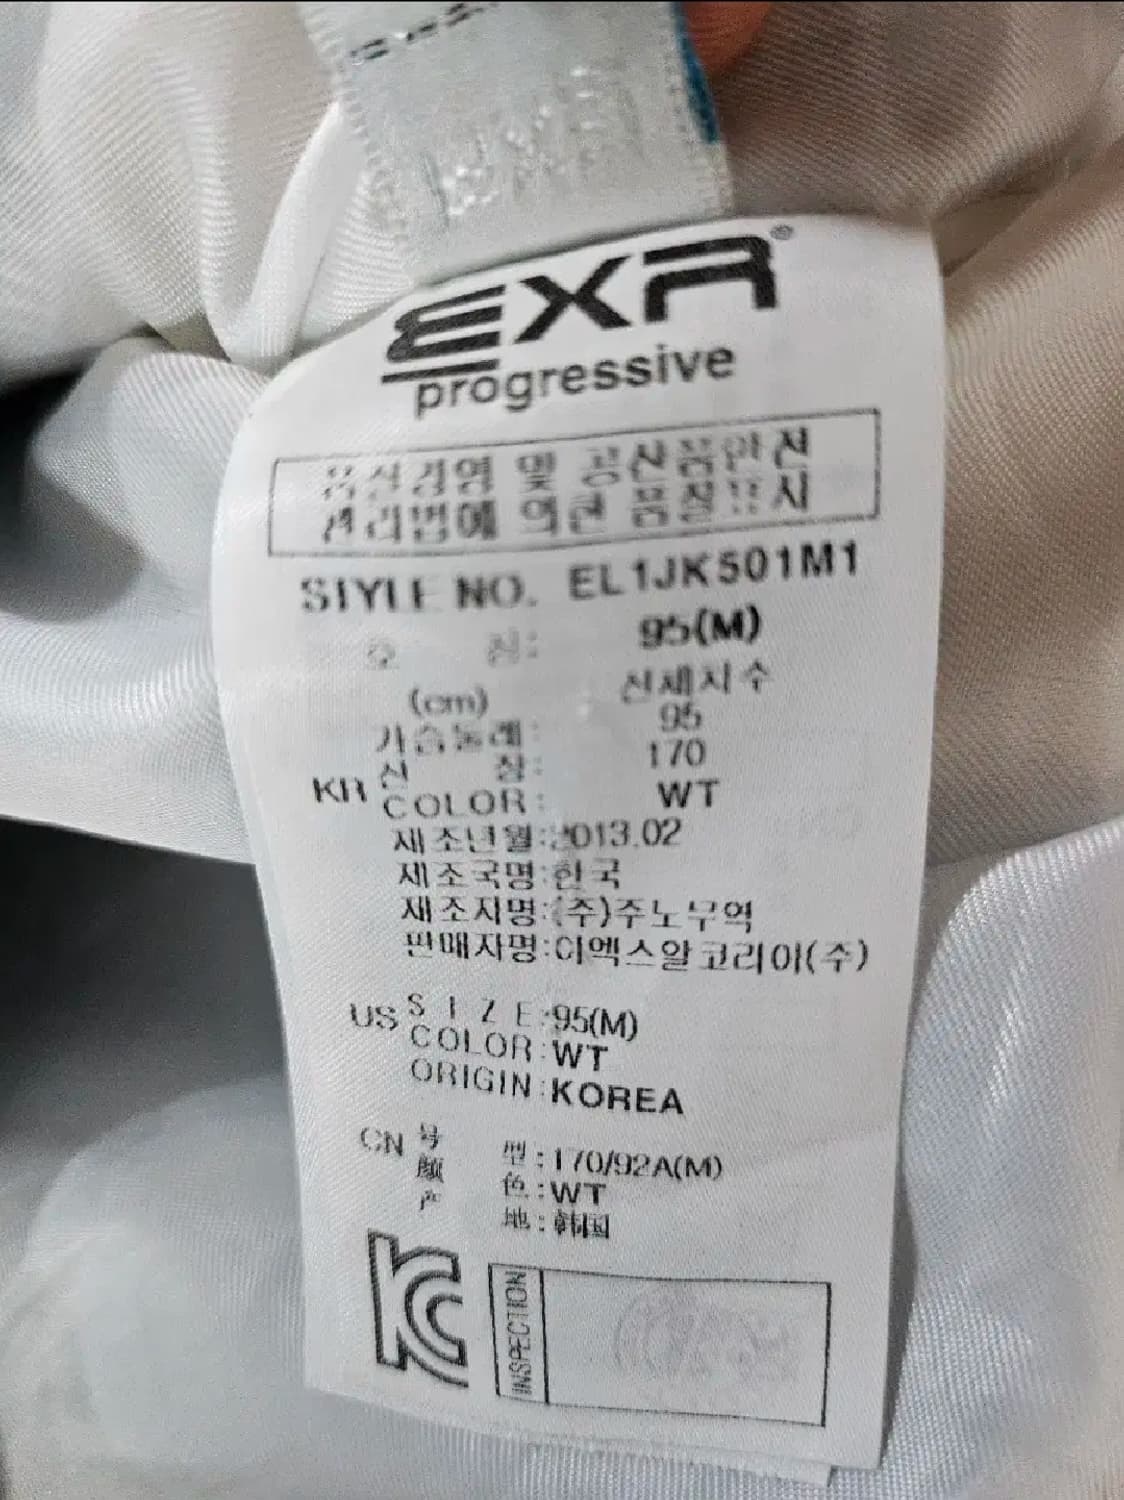 EXR®
progressive
품질경영 및 공산품안전
관리법에 의한 품질표시
STYLE NO. EL1JK501M1
호 칭: 95(M)
(cm) 신체치수
가슴둘레: 95
신 장: 170
KR COLOR: WT
제조년월:2013.02
제조국명:한국
제조자명:(주)주노무역
판매자명:이엑스알코리아(주)
US SIZE:95(M)
COLOR:WT
ORIGIN:KOREA
CN 号 型:170/92A(M)
颜 色:WT
产 地:韩国
KC
INSPECTION